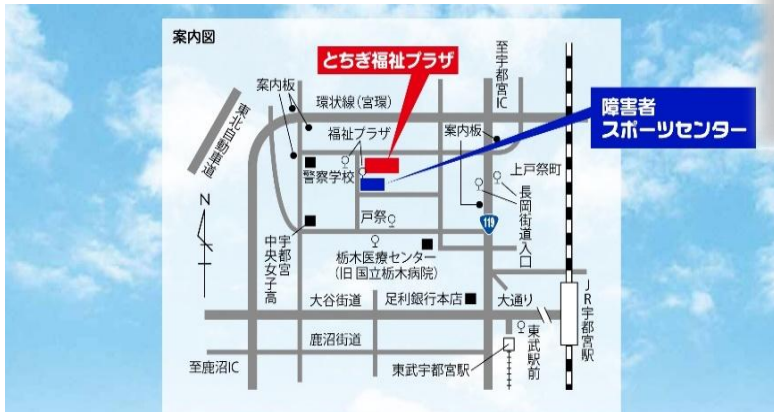 案内図
とちぎ福祉プラザ
至宇都宮IC
案内板
環状線(宮環)
障害者
スポーツセンター
東北自動車道
福祉プラザ
案内板
警察学校
上戸祭町
長岡街道入口
N
戸祭
119
宇都宮
中央女子高
栃木医療センター
(旧 国立栃木病院)
大谷街道
足利銀行本店
大通り
JR宇都宮駅
鹿沼街道
東武駅前
至鹿沼IC
東武宇都宮駅